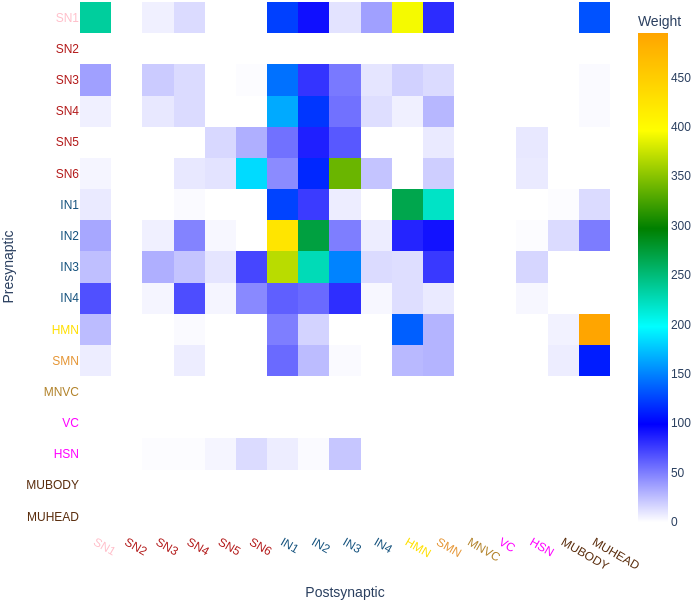 Weight
SN1
SN2
SN3
SN4
SN5
SN6
IN1
IN2
IN3
IN4
HMN
SMN
MNVC
VC
HSN
MUBODY
MUHEAD
Presynaptic
450
400
350
300
250
200
150
100
50
0
SN1
SN2
SN3
SN4
SN5
SN6
IN1
IN2
IN3
IN4
HMN
SMN
MNVC
VC
HSN
MUBODY
MUHEAD
Postsynaptic